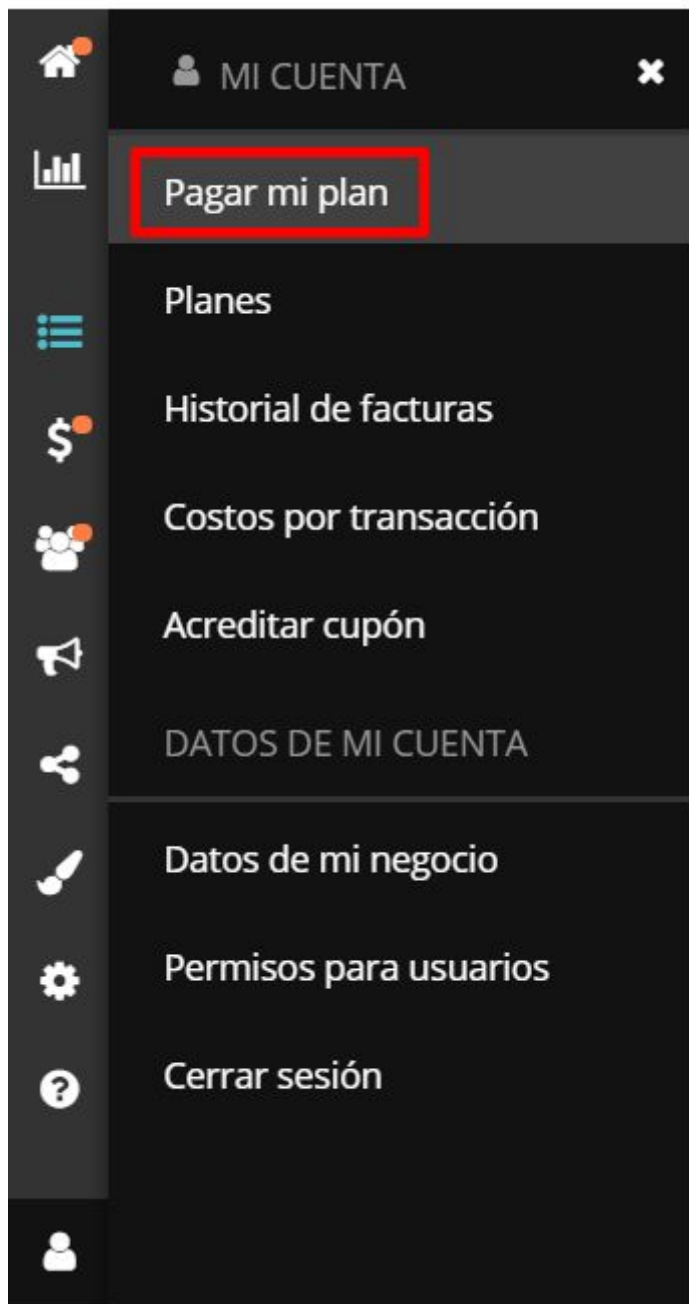 MI CUENTA
Pagar mi plan
Planes
Historial de facturas
Costos por transacción
Acreditar cupón
DATOS DE MI CUENTA
Datos de mi negocio
Permisos para usuarios
Cerrar sesión